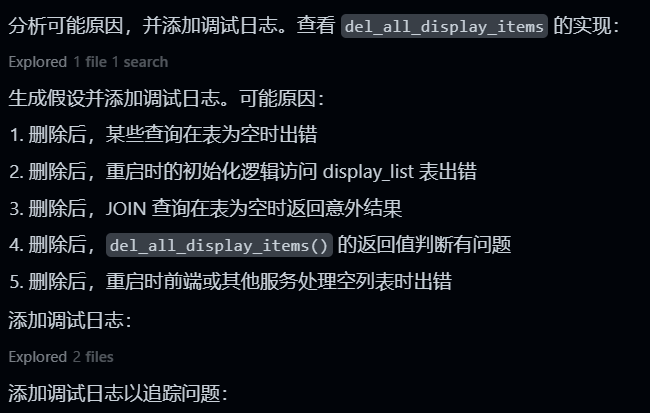 分析可能原因，并添加调试日志。查看 del_all_display_items 的实现：
Explored 1 file 1 search
生成假设并添加调试日志。可能原因：
1. 删除后，某些查询在表为空时出错
2. 删除后，重启时的初始化逻辑访问 display_list 表出错
3. 删除后，JOIN 查询在表为空时返回意外结果
4. 删除后，del_all_display_items() 的返回值判断有问题
5. 删除后，重启时前端或其他服务处理空列表时出错
添加调试日志：
Explored 2 files
添加调试日志以追踪问题：